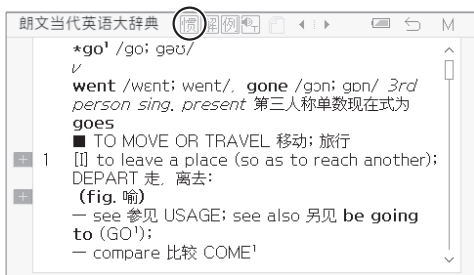 朗文当代英语大辞典 惯 解 例 M
*go¹ /go; gəʊ/
v
went /wɛnt; went/, gone /gɔn; gɒn/ 3rd
person sing. present 第三人称单数现在式为
goes
■ TO MOVE OR TRAVEL 移动; 旅行
1 [I] to leave a place (so as to reach another);
DEPART 走, 离去:
(fig. 喻)
— see 参见 USAGE; see also 另见 be going
to (GO¹);
— compare 比较 COME¹